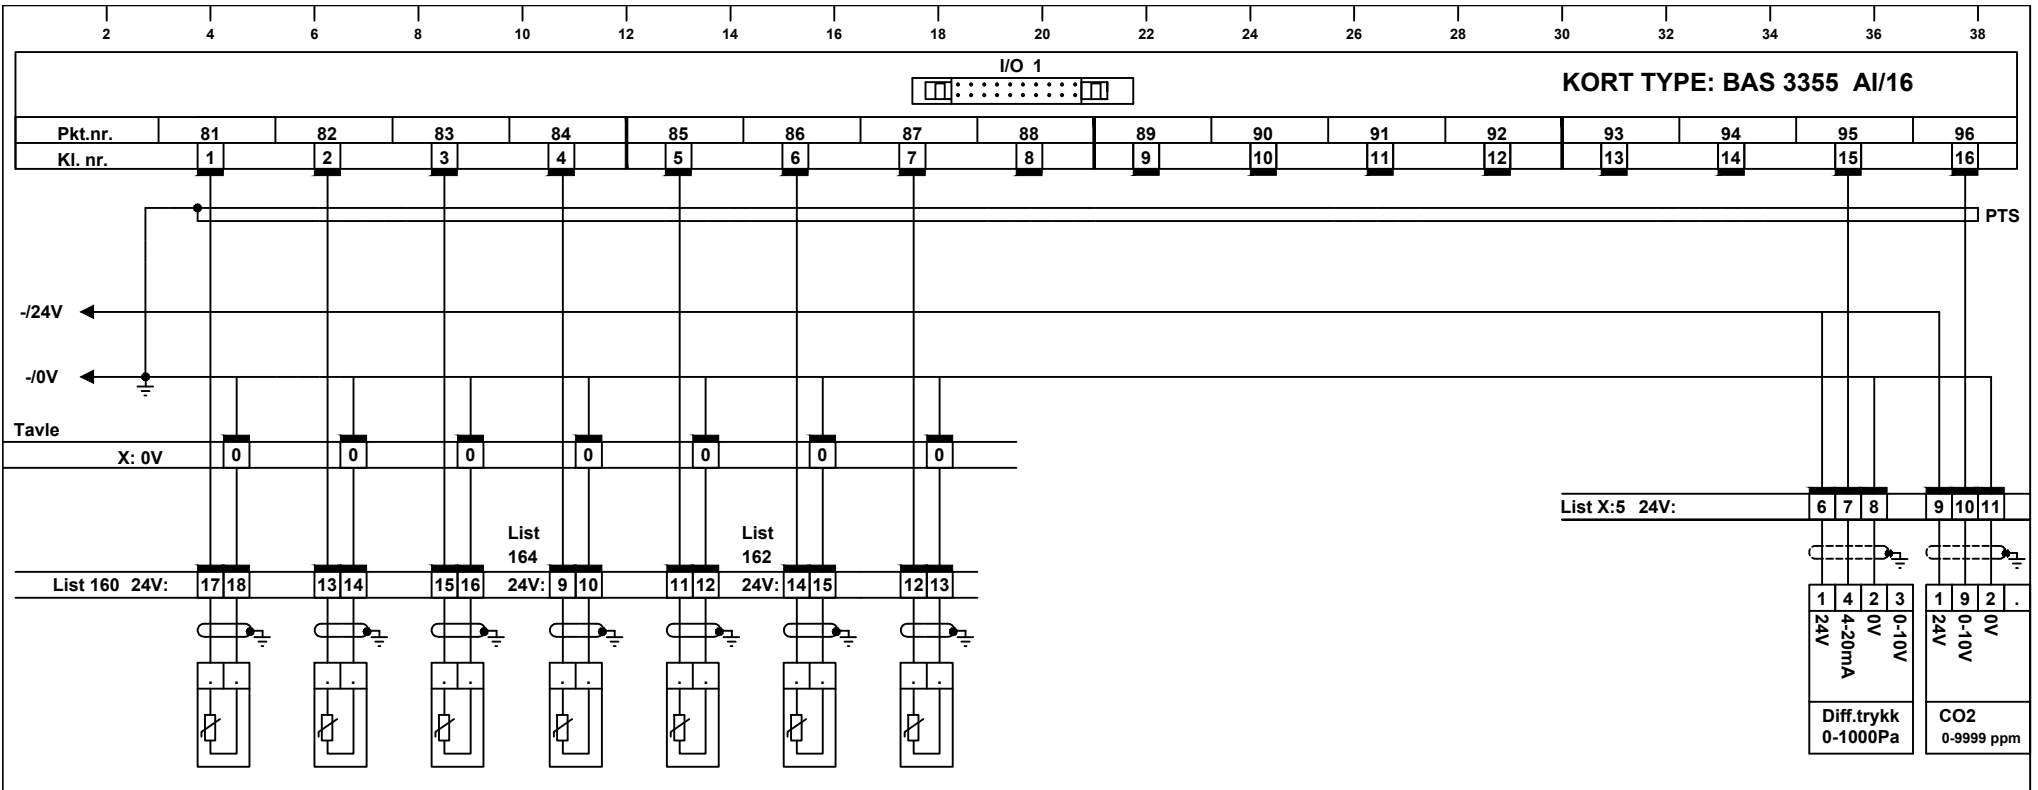 2 4 6 8 10 12 14 16 18 20 22 24 26 28 30 32 34 36 38
I/O 1
KORT TYPE: BAS 3355 AI/16
Pkt.nr. 81 82 83 84 85 86 87 88 89 90 91 92 93 94 95 96
Kl. nr. 1 2 3 4 5 6 7 8 9 10 11 12 13 14 15 16
PTS
-/24V
-/0V
Tavle
X: 0V 0 0 0 0 0 0 0
List X:5 24V: 6 7 8 9 10 11
List
164
List
162
List 160 24V: 17 18 13 14 15 16 24V: 9 10 11 12 24V: 14 15 12 13
1 4 2 3 1 9 2 .
24V
4-20mA
0V
0-10V
24V
0-10V
0V
. . . . . . . . . . . . . .
Diff.trykk
0-1000Pa
CO2
0-9999 ppm